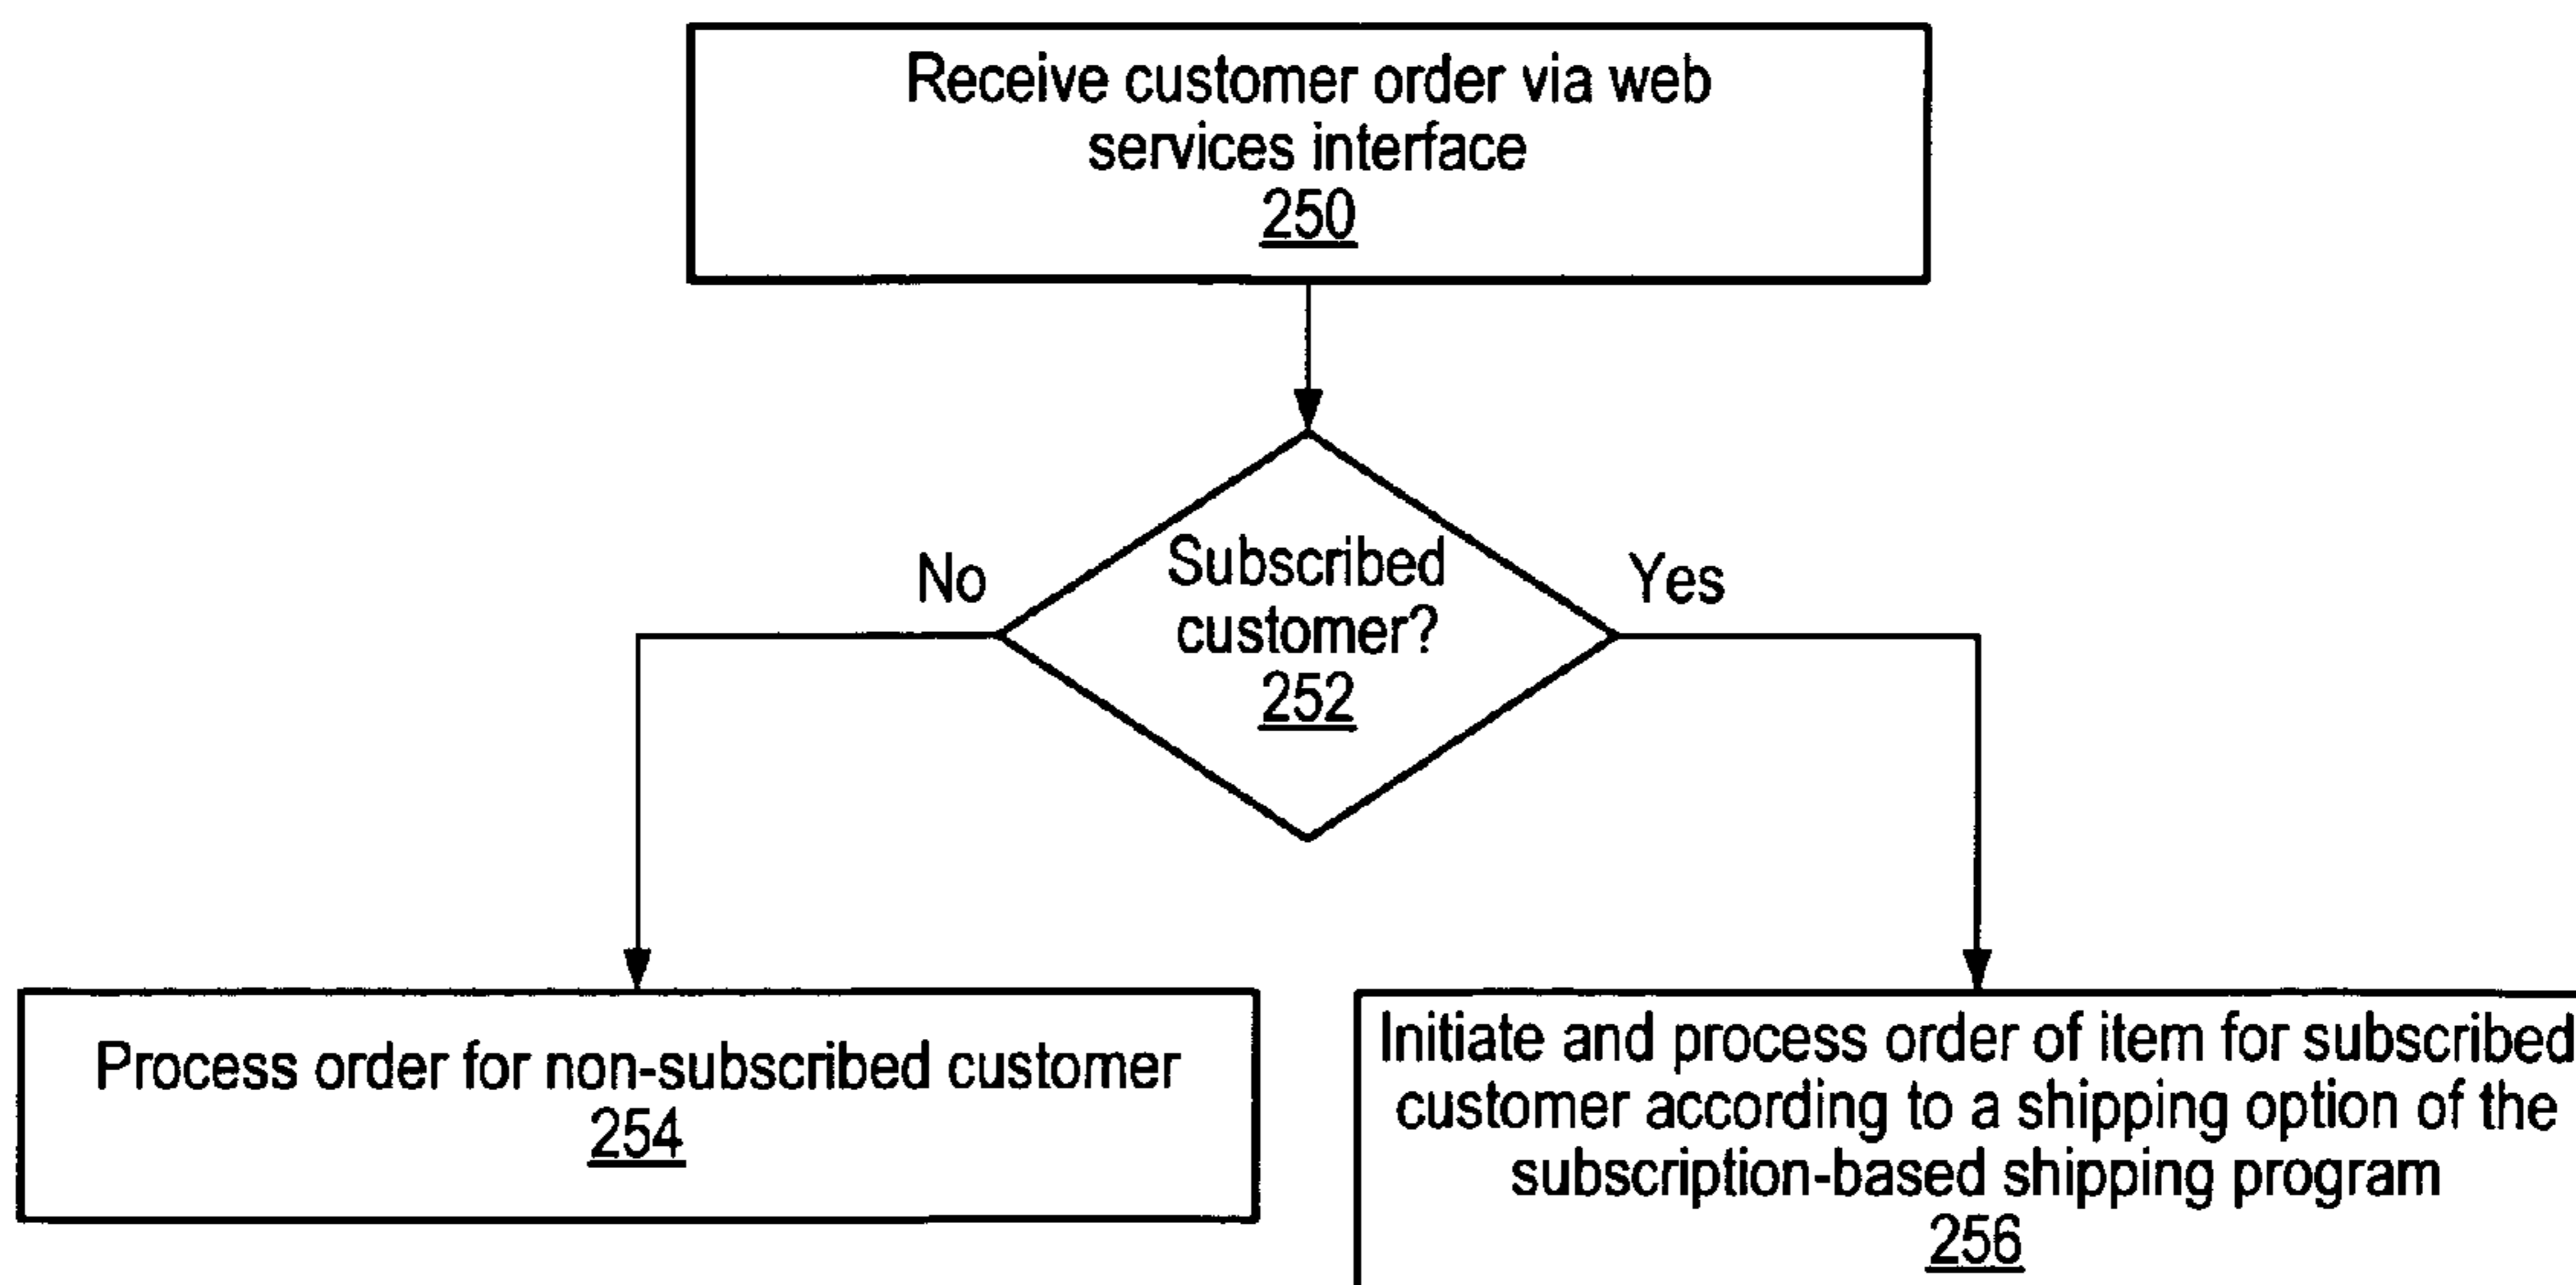 Receive customer order via web
services interface
250
Subscribed
customer?
252
No
Yes
Process order for non-subscribed customer
254
Initiate and process order of item for subscribed
customer according to a shipping option of the
subscription-based shipping program
256